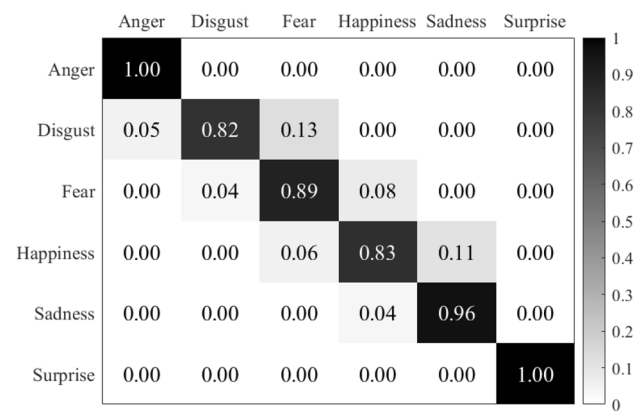 Anger Disgust Fear Happiness Sadness Surprise
Anger 1.00 0.00 0.00 0.00 0.00 0.00
Disgust 0.05 0.82 0.13 0.00 0.00 0.00
Fear 0.00 0.04 0.89 0.08 0.00 0.00
Happiness 0.00 0.00 0.06 0.83 0.11 0.00
Sadness 0.00 0.00 0.00 0.04 0.96 0.00
Surprise 0.00 0.00 0.00 0.00 0.00 1.00
1
0.9
0.8
0.7
0.6
0.5
0.4
0.3
0.2
0.1
0